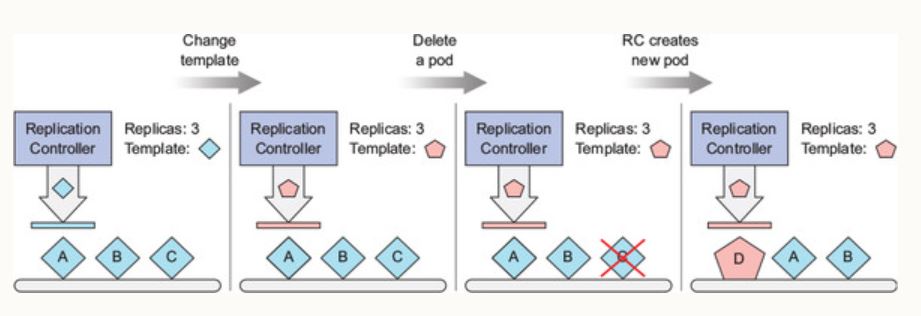 Change
template
Delete
a pod
RC creates
new pod
Replication
Controller
Replicas: 3
Template:
A
B
C
Replication
Controller
Replicas: 3
Template:
A
B
C
Replication
Controller
Replicas: 3
Template:
A
B
C
Replication
Controller
Replicas: 3
Template:
D
A
B